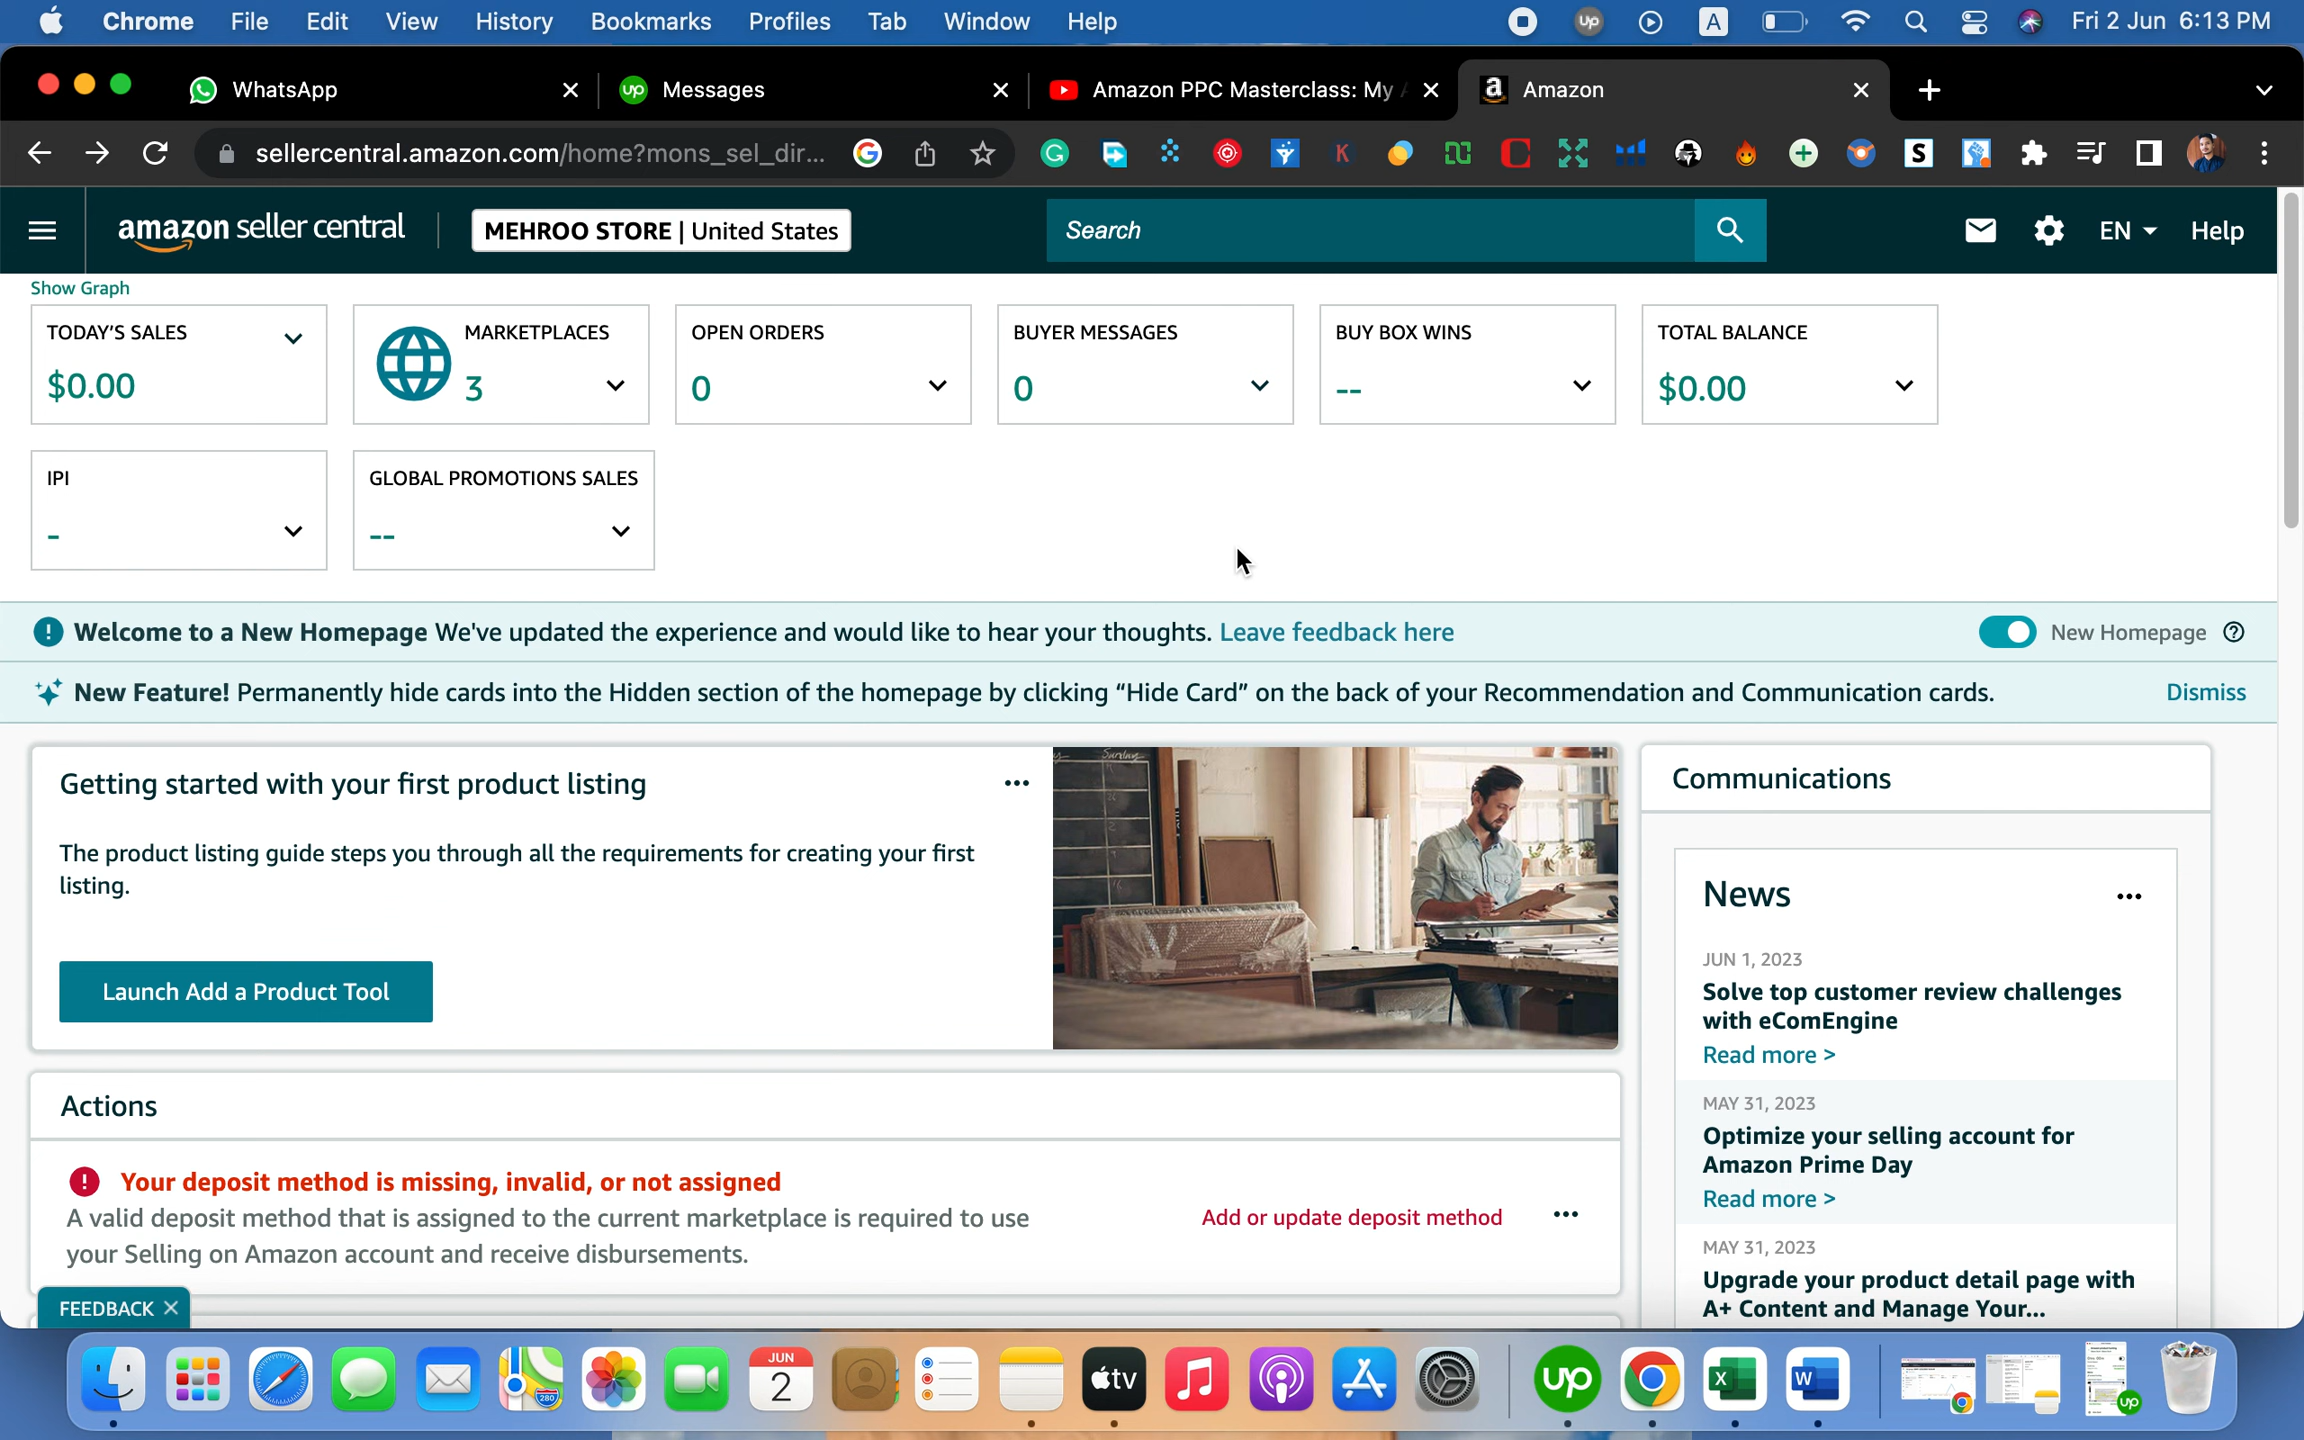 Chrome File Edit View History Bookmarks Profiles Tab Window Help A Fri 2 Jun 6:13 PM
WhatsApp Messages Amazon PPC Masterclass: My Amazon
sellercentral.amazon.com/home?mons_sel_dir...
amazon seller central MEHROO STORE | United States Search EN Help
Show Graph
TODAY'S SALES
$0.00
MARKETPLACES
3
OPEN ORDERS
0
BUYER MESSAGES
0
BUY BOX WINS
--
TOTAL BALANCE
$0.00
IPI
-
GLOBAL PROMOTIONS SALES
--
Welcome to a New Homepage We've updated the experience and would like to hear your thoughts. Leave feedback here New Homepage
New Feature! Permanently hide cards into the Hidden section of the homepage by clicking “Hide Card” on the back of your Recommendation and Communication cards. Dismiss
Getting started with your first product listing
The product listing guide steps you through all the requirements for creating your first
listing.
Launch Add a Product Tool
Sunday
Actions
Your deposit method is missing, invalid, or not assigned
A valid deposit method that is assigned to the current marketplace is required to use
your Selling on Amazon account and receive disbursements.
Add or update deposit method
Communications
News
JUN 1, 2023
Solve top customer review challenges
with eComEngine
Read more >
MAY 31, 2023
Optimize your selling account for
Amazon Prime Day
Read more >
MAY 31, 2023
Upgrade your product detail page with
A+ Content and Manage Your...
FEEDBACK
JUN
2
280
tv
up
X
W